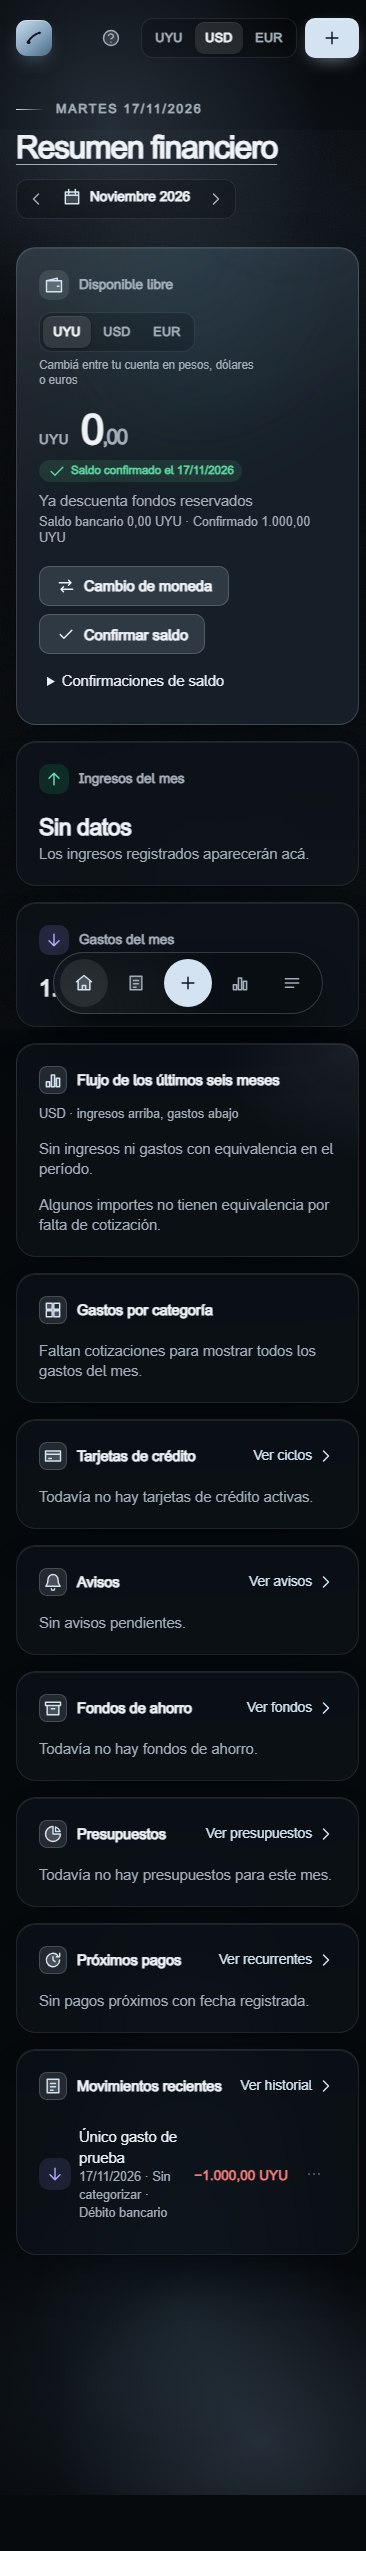 UYU USD EUR
MARTES 17/11/2026
Resumen financiero
Noviembre 2026
Disponible libre
UYU USD EUR
Cambiá entre tu cuenta en pesos, dólares
o euros
UYU 0,00
Saldo confirmado el 17/11/2026
Ya descuenta fondos reservados
Saldo bancario 0,00 UYU · Confirmado 1.000,00
UYU
Cambio de moneda
Confirmar saldo
Confirmaciones de saldo
Ingresos del mes
Sin datos
Los ingresos registrados aparecerán acá.
Gastos del mes
Flujo de los últimos seis meses
USD · ingresos arriba, gastos abajo
Sin ingresos ni gastos con equivalencia en el
período.
Algunos importes no tienen equivalencia por
falta de cotización.
Gastos por categoría
Faltan cotizaciones para mostrar todos los
gastos del mes.
Tarjetas de crédito Ver ciclos
Todavía no hay tarjetas de crédito activas.
Avisos Ver avisos
Sin avisos pendientes.
Fondos de ahorro Ver fondos
Todavía no hay fondos de ahorro.
Presupuestos Ver presupuestos
Todavía no hay presupuestos para este mes.
Próximos pagos Ver recurrentes
Sin pagos próximos con fecha registrada.
Movimientos recientes Ver historial
Único gasto de
prueba
17/11/2026 · Sin
categorizar ·
Débito bancario
−1.000,00 UYU